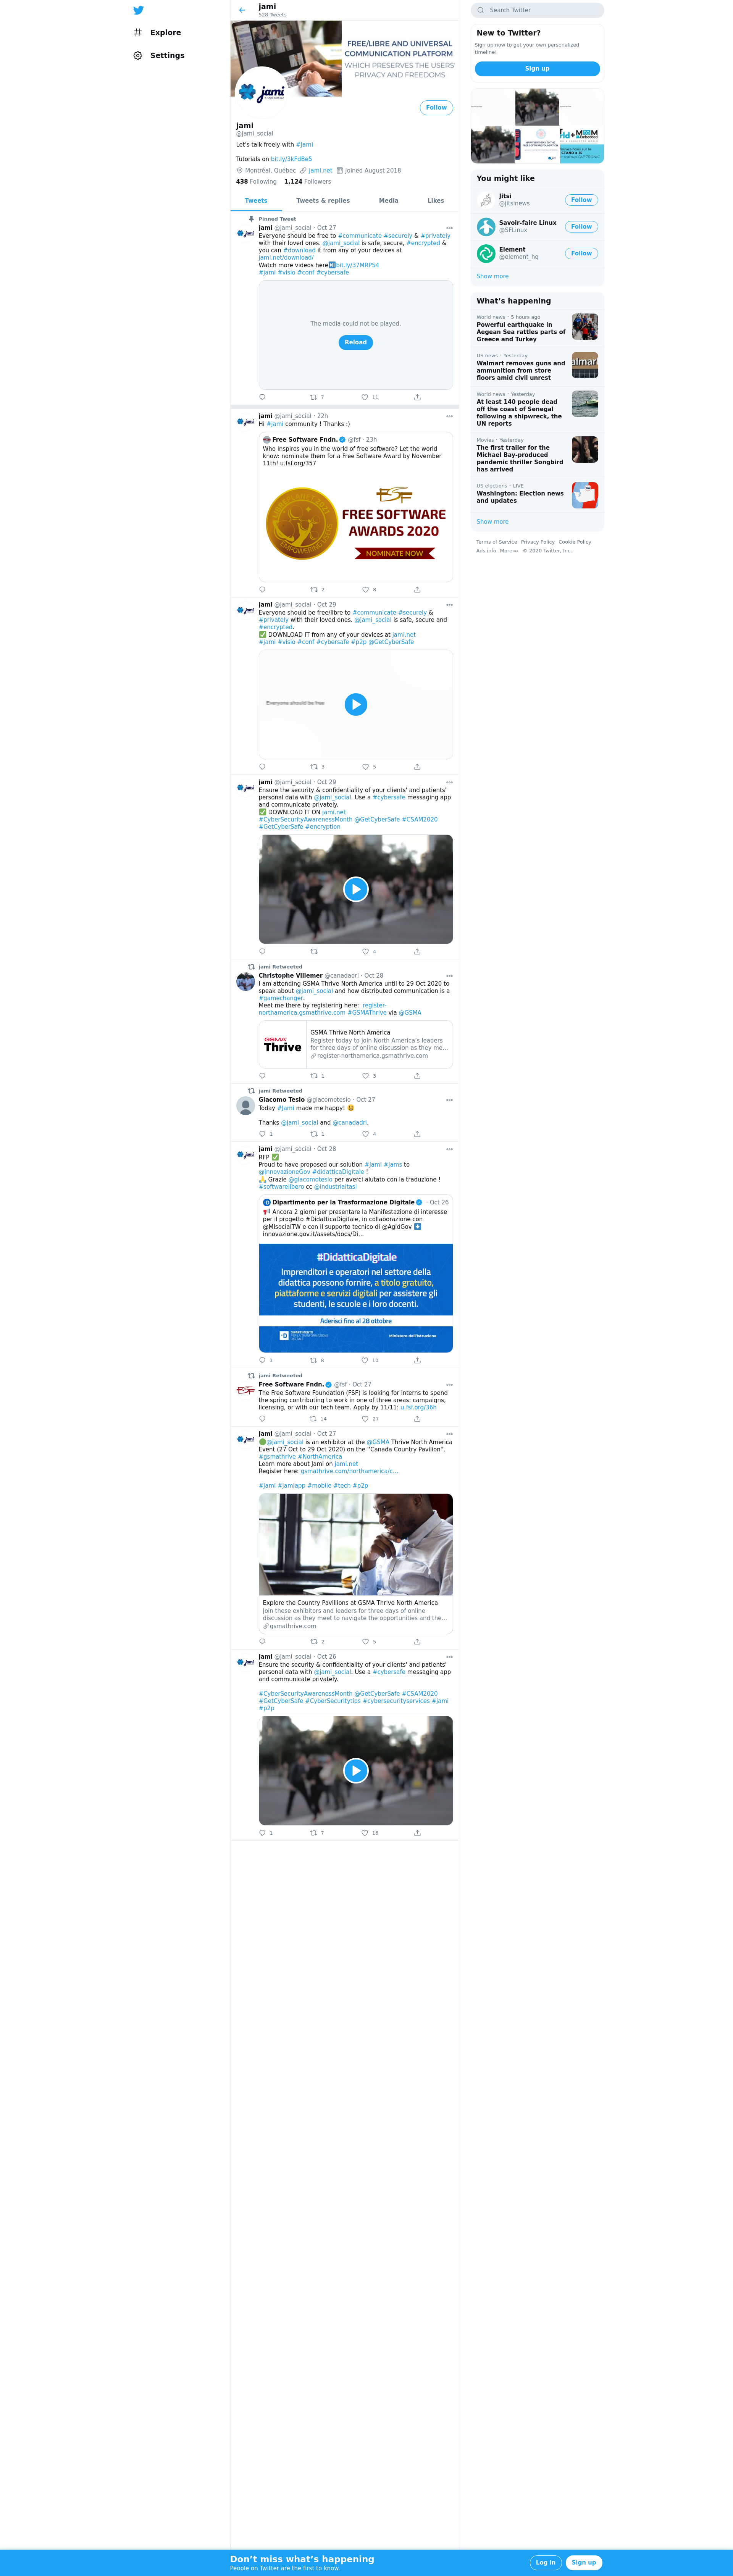 Explore
Settings
jami
528 Tweets
FREE/LIBRE AND UNIVERSAL
COMMUNICATION PLATFORM
WHICH PRESERVES THE USERS'
PRIVACY AND FREEDOMS
jami
Follow
jami
@jami_social
Let's talk freely with #Jami
Tutorials on bit.ly/3kFd8e5
Montréal, Québec jami.net Joined August 2018
438 Following 1,124 Followers
Tweets Tweets & replies Media Likes
Pinned Tweet
jami @jami_social · Oct 27
Everyone should be free to #communicate #securely & #privately
with their loved ones. @jami_social is safe, secure, #encrypted &
you can #download it from any of your devices at
jami.net/download/
Watch more videos here bit.ly/37MRPS4
#Jami #visio #conf #cybersafe
The media could not be played.
Reload
7 11
jami @jami_social · 22h
Hi #jami community ! Thanks :)
Free Software Fndn. @fsf · 23h
Who inspires you in the world of free software? Let the world
know: nominate them for a Free Software Award by November
11th! u.fsf.org/357
FREE SOFTWARE
AWARDS 2020
NOMINATE NOW
2 8
jami @jami_social · Oct 29
Everyone should be free/libre to #communicate #securely &
#privately with their loved ones. @jami_social is safe, secure and
#encrypted.
✅ DOWNLOAD IT from any of your devices at jami.net
#jami #visio #conf #cybersafe #p2p @GetCyberSafe
Everyone should be free
3 5
jami @jami_social · Oct 29
Ensure the security & confidentiality of your clients' and patients'
personal data with @jami_social. Use a #cybersafe messaging app
and communicate privately.
✅ DOWNLOAD IT ON jami.net
#CyberSecurityAwarenessMonth @GetCyberSafe #CSAM2020
#GetCyberSafe #encryption
4
jami Retweeted
Christophe Villemer @canadadri · Oct 28
I am attending GSMA Thrive North America until to 29 Oct 2020 to
speak about @jami_social and how distributed communication is a
#gamechanger.
Meet me there by registering here: register-
northamerica.gsmathrive.com #GSMAThrive via @GSMA
GSMA
Thrive
GSMA Thrive North America
Register today to join North America's leaders
for three days of online discussion as they me...
register-northamerica.gsmathrive.com
1 3
jami Retweeted
Giacomo Tesio @giacomotesio · Oct 27
Today #Jami made me happy! 😃
Thanks @jami_social and @canadadri.
1 1 4
jami @jami_social · Oct 28
RFP ✅
Proud to have proposed our solution #Jami #Jams to
@InnovazioneGov #didatticaDigitale !
🙏 Grazie @giacomotesio per averci aiutato con la traduzione !
#softwarelibero cc @industriaitasl
Dipartimento per la Trasformazione Digitale · Oct 26
Ancora 2 giorni per presentare la Manifestazione di interesse
per il progetto #DidatticaDigitale, in collaborazione con
@MIsocialTW e con il supporto tecnico di @AgidGov
innovazione.gov.it/assets/docs/Di...
#DidatticaDigitale
Imprenditori e operatori nel settore della
didattica possono fornire, a titolo gratuito,
piattaforme e servizi digitali per assistere gli
studenti, le scuole e i loro docenti.
Aderisci fino al 28 ottobre
Ministero dell'Istruzione
1 8 10
jami Retweeted
Free Software Fndn. @fsf · Oct 27
The Free Software Foundation (FSF) is looking for interns to spend
the spring contributing to work in one of three areas: campaigns,
licensing, or with our tech team. Apply by 11/11: u.fsf.org/36h
14 27
jami @jami_social · Oct 27
@jami_social is an exhibitor at the @GSMA Thrive North America
Event (27 Oct to 29 Oct 2020) on the "Canada Country Pavilion".
#gsmathrive #NorthAmerica
Learn more about Jami on jami.net
Register here: gsmathrive.com/northamerica/c...
#Jami #jamiapp #mobile #tech #p2p
Explore the Country Pavillions at GSMA Thrive North America
Join these exhibitors and leaders for three days of online
discussion as they meet to navigate the opportunities and the...
gsmathrive.com
2 5
jami @jami_social · Oct 26
Ensure the security & confidentiality of your clients' and patients'
personal data with @jami_social. Use a #cybersafe messaging app
and communicate privately.
#CyberSecurityAwarenessMonth @GetCyberSafe #CSAM2020
#GetCyberSafe #CyberSecuritytips #cybersecurityservices #jami
#p2p
1 7 16
Search Twitter
New to Twitter?
Sign up now to get your own personalized
timeline!
Sign up
You might like
Jitsi
@jitsinews
Follow
Savoir-faire Linux
@SFLinux
Follow
Element
@element_hq
Follow
Show more
What's happening
World news · 5 hours ago
Powerful earthquake in
Aegean Sea rattles parts of
Greece and Turkey
US news · Yesterday
Walmart removes guns and
ammunition from store
floors amid civil unrest
World news · Yesterday
At least 140 people dead
off the coast of Senegal
following a shipwreck, the
UN reports
Movies · Yesterday
The first trailer for the
Michael Bay-produced
pandemic thriller Songbird
has arrived
US elections · LIVE
Washington: Election news
and updates
Show more
Terms of Service Privacy Policy Cookie Policy
Ads info More © 2020 Twitter, Inc.
Don't miss what's happening
People on Twitter are the first to know.
Log in
Sign up